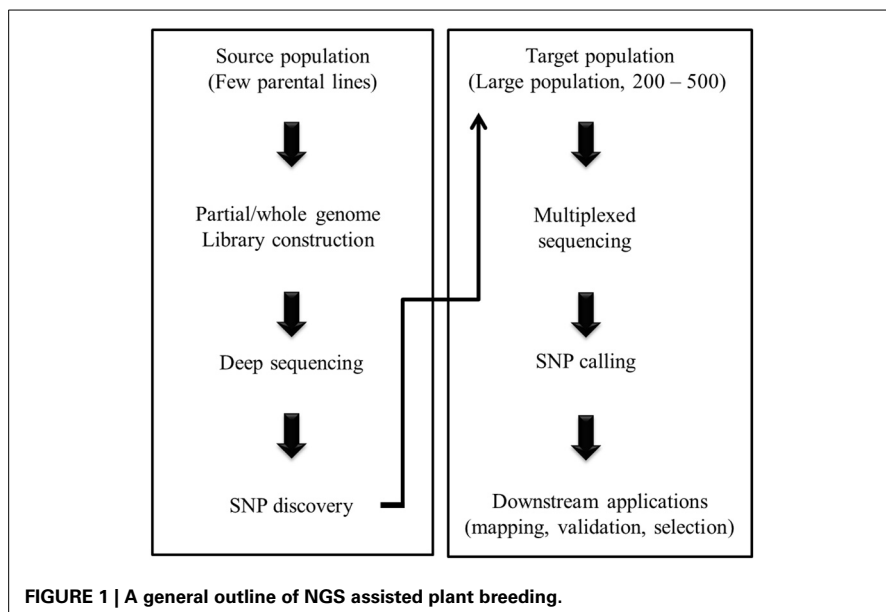 Source population
(Few parental lines)
Partial/whole genome
Library construction
Deep sequencing
SNP discovery
Target population
(Large population, 200 – 500)
Multiplexed
sequencing
SNP calling
Downstream applications
(mapping, validation, selection)
FIGURE 1 | A general outline of NGS assisted plant breeding.